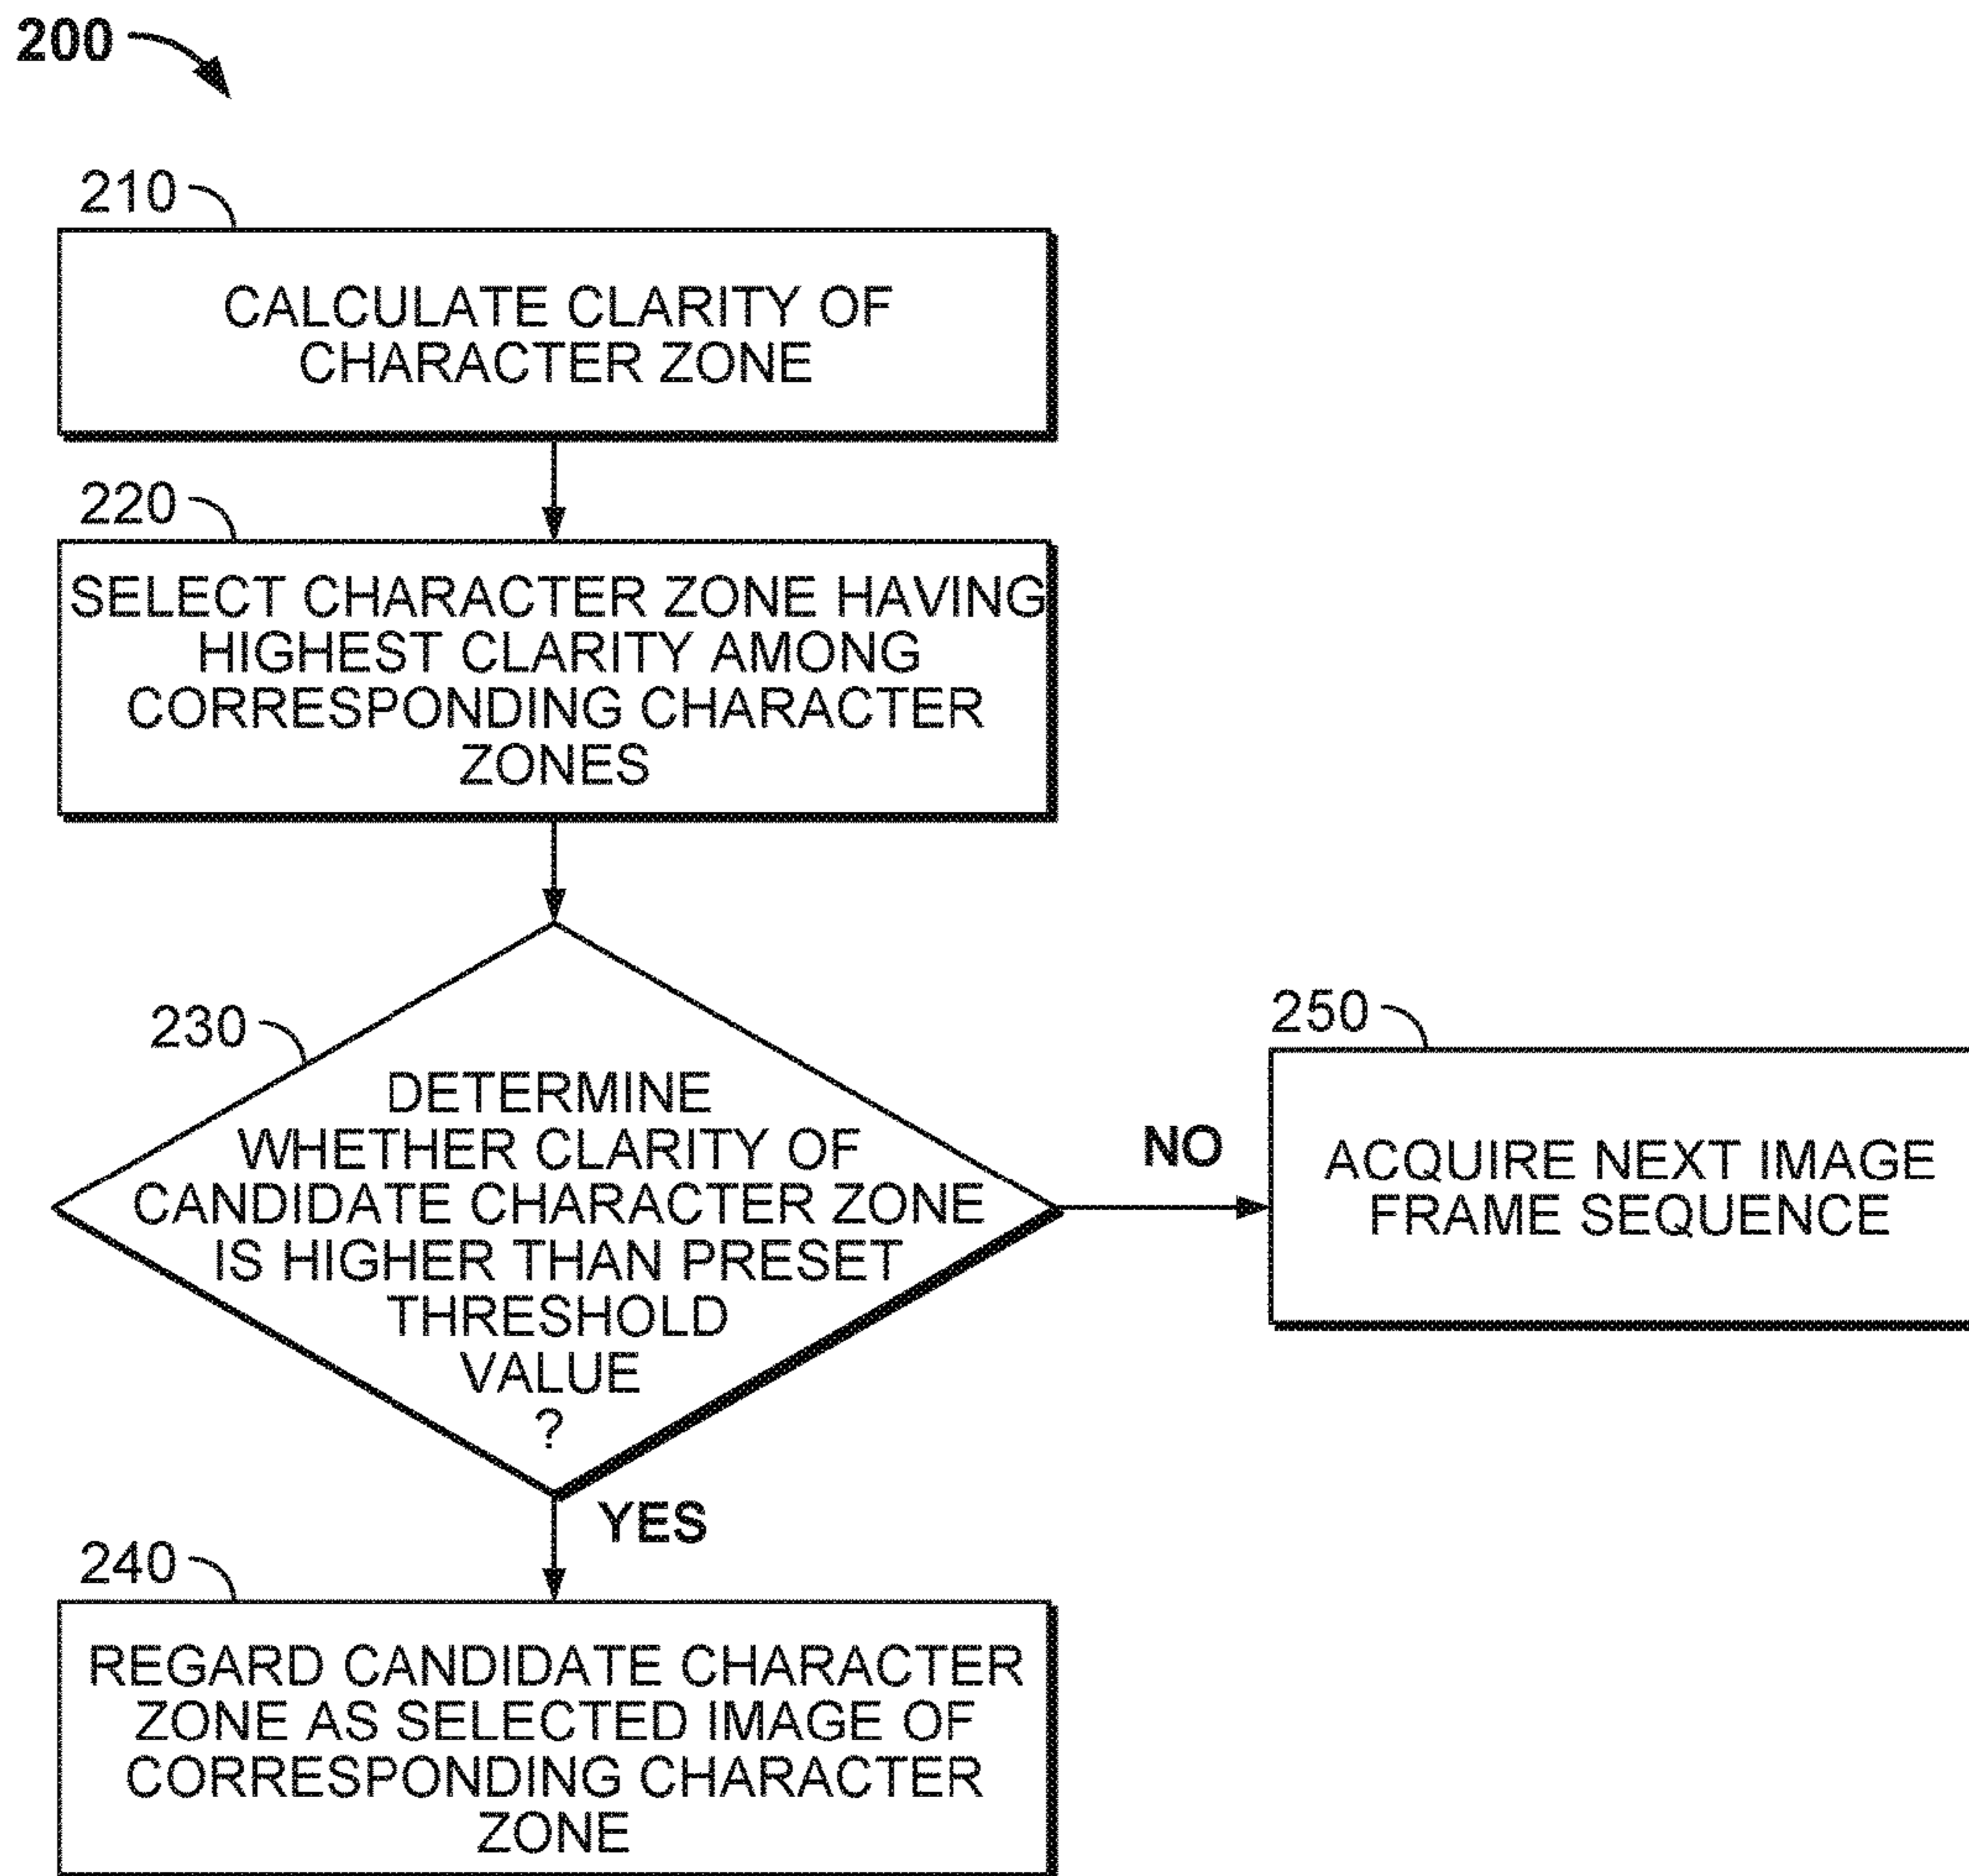 200
210
CALCULATE CLARITY OF
CHARACTER ZONE
220
SELECT CHARACTER ZONE HAVING
HIGHEST CLARITY AMONG
CORRESPONDING CHARACTER
ZONES
230
DETERMINE
WHETHER CLARITY OF
CANDIDATE CHARACTER ZONE
IS HIGHER THAN PRESET
THRESHOLD
VALUE
?
NO
250
ACQUIRE NEXT IMAGE
FRAME SEQUENCE
YES
240
REGARD CANDIDATE CHARACTER
ZONE AS SELECTED IMAGE OF
CORRESPONDING CHARACTER
ZONE